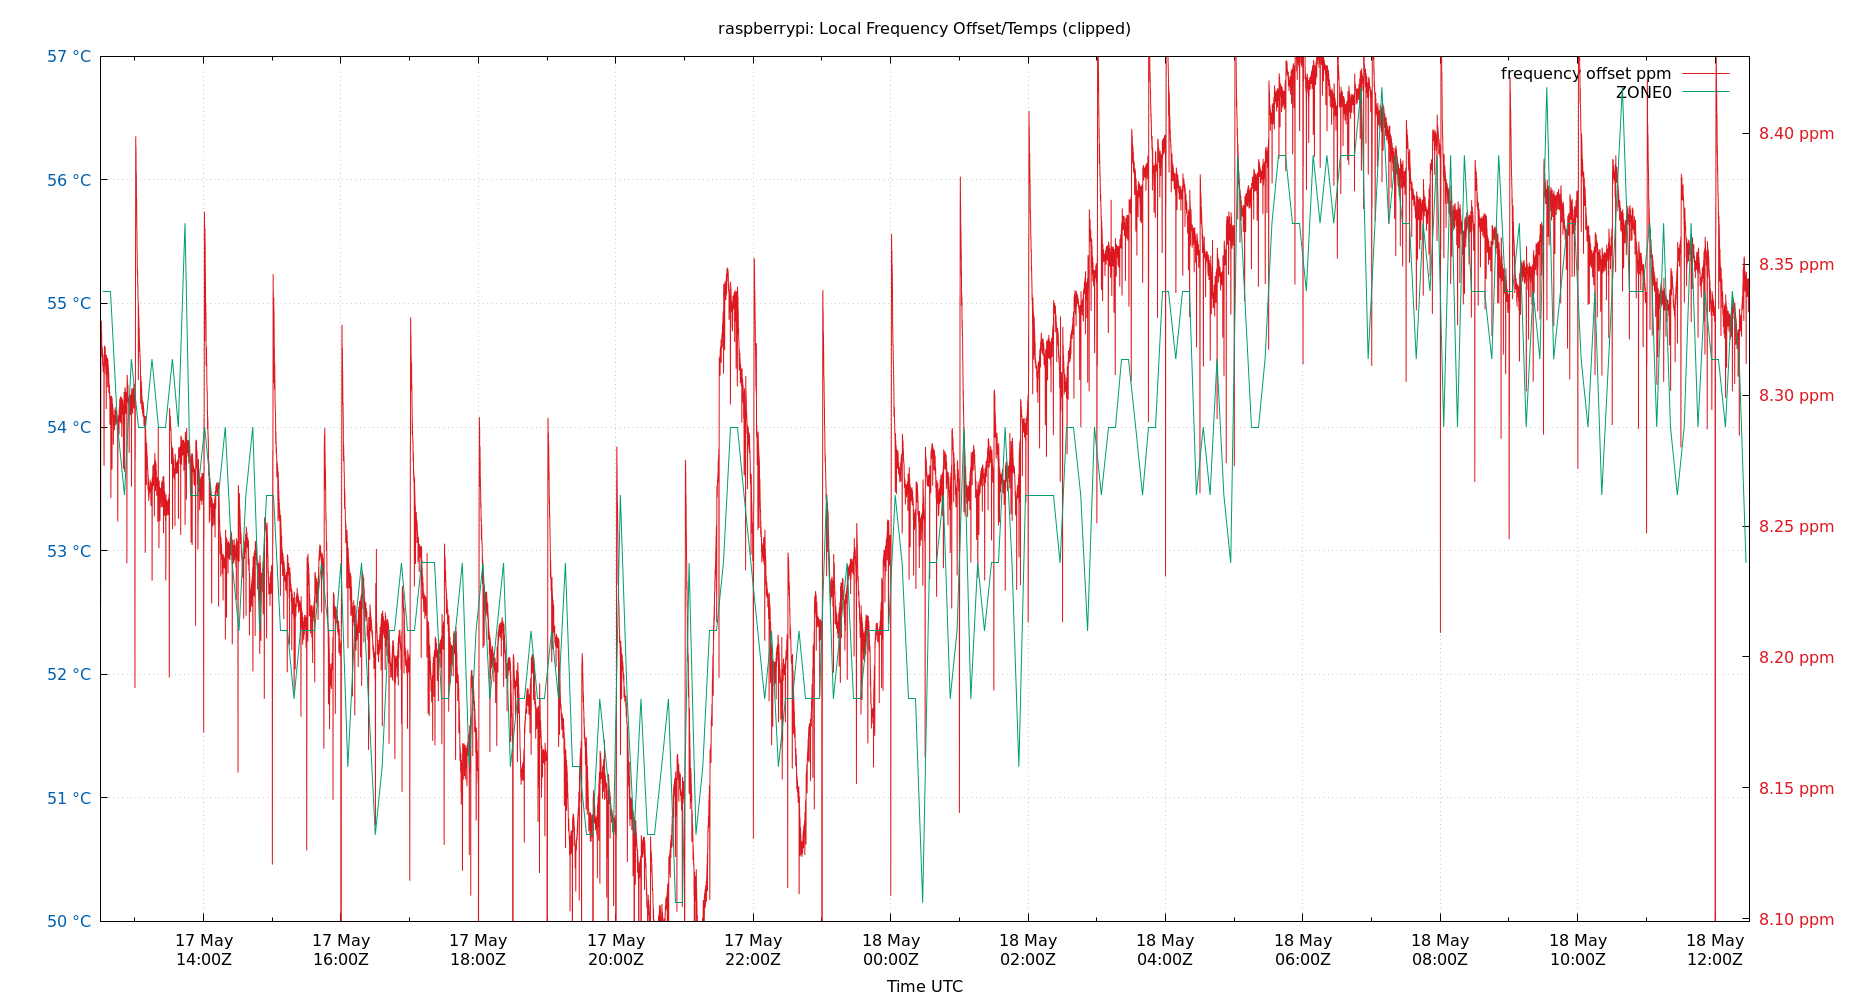 raspberrypi: Local Frequency Offset/Temps (clipped)
57 °C
56 °C
55 °C
54 °C
53 °C
52 °C
51 °C
50 °C
frequency offset ppm
ZONE0
8.40 ppm
8.35 ppm
8.30 ppm
8.25 ppm
8.20 ppm
8.15 ppm
8.10 ppm
17 May 17 May 17 May 17 May 17 May 18 May 18 May 18 May 18 May 18 May 18 May 18 May
14:00Z 16:00Z 18:00Z 20:00Z 22:00Z 00:00Z 02:00Z 04:00Z 06:00Z 08:00Z 10:00Z 12:00Z
Time UTC